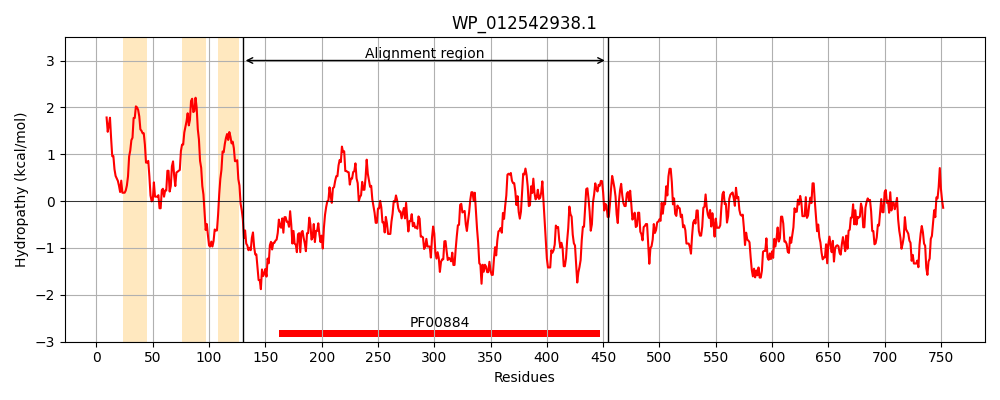 WP_012542938.1
Alignment region
Hydropathy (kcal/mol)
3
2
1
0
−1
−2
−3
PF00884
0 50 100 150 200 250 300 350 400 450 500 550 600 650 700 750
Residues